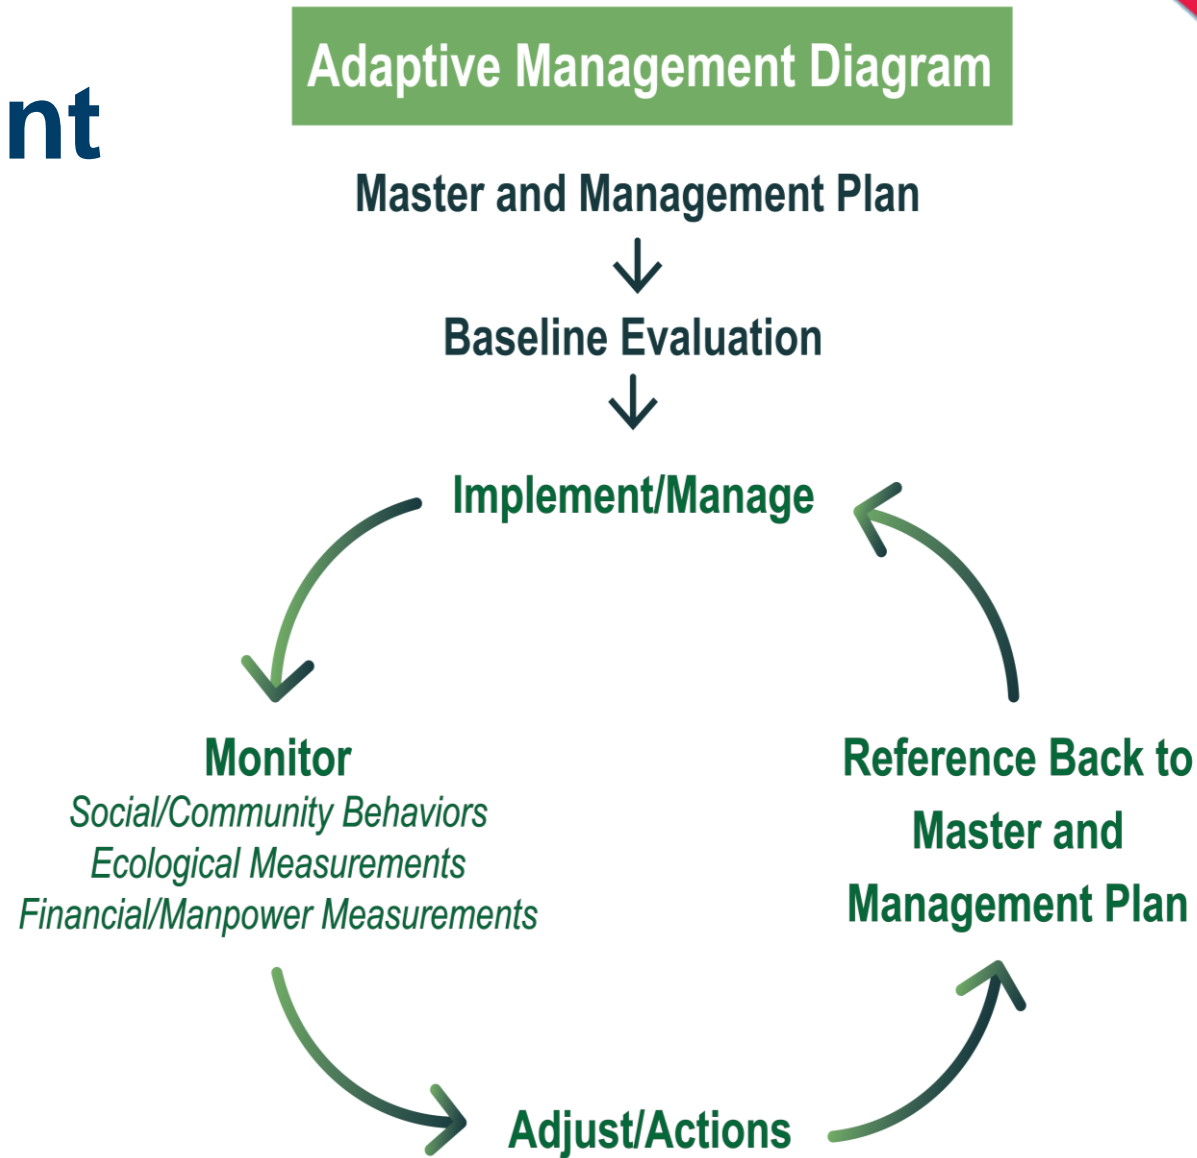 Adaptive Management Diagram
nt
Master and Management Plan
Baseline Evaluation
Implement/Manage
Monitor
Social/Community Behaviors
Ecological Measurements
Financial/Manpower Measurements
Reference Back to
Master and
Management Plan
Adjust/Actions